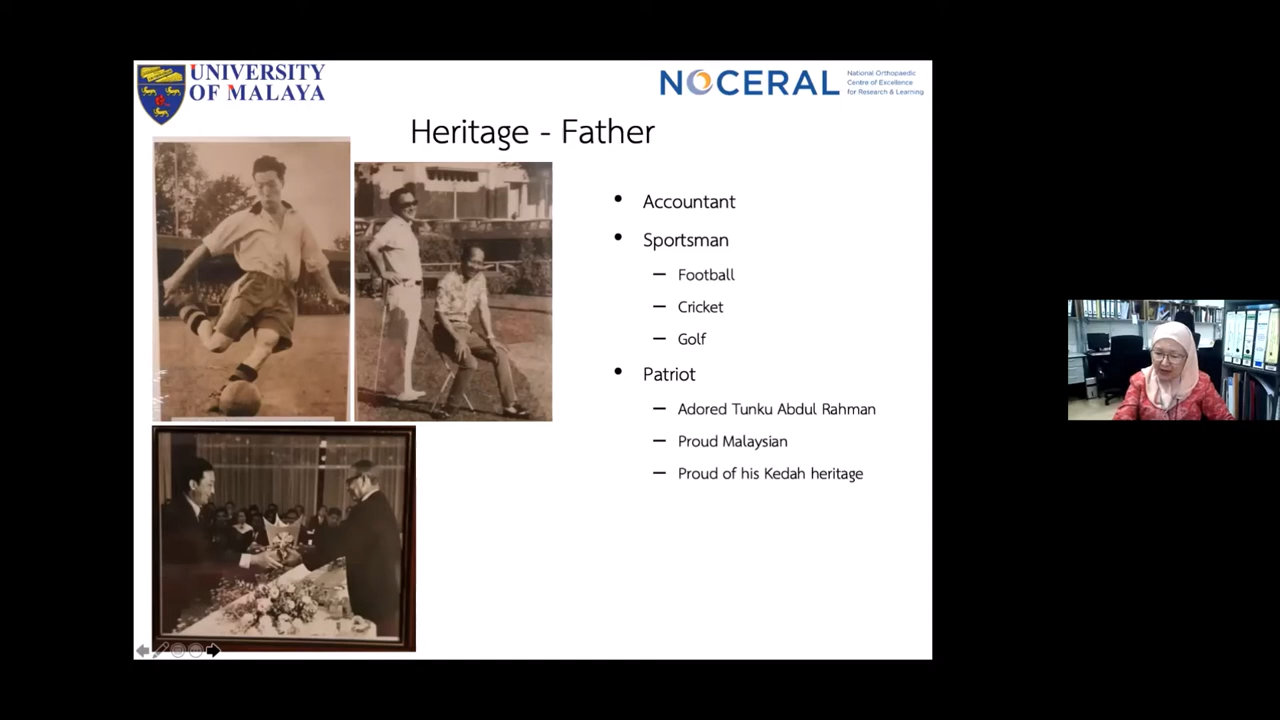 UNIVERSITY
OF MALAYA
NOCERAL
National Orthopaedic
Centre of Excellence
for Research & Learning
Heritage - Father
• Accountant
• Sportsman
– Football
– Cricket
– Golf
• Patriot
– Adored Tunku Abdul Rahman
– Proud Malaysian
– Proud of his Kedah heritage